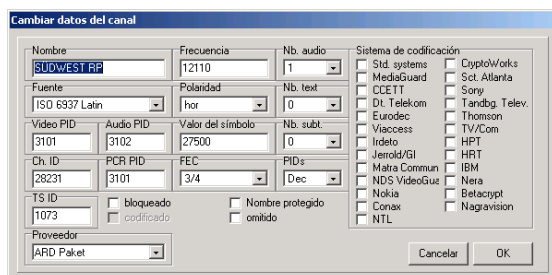 Cambiar datos del canal
Nombre Frecuencia Nb. audio Sistema de codificación
SÜDWEST RP 12110 1
Fuente Polaridad Nb. text
ISO 6937 Latin hor 0
Video PID Audio PID Valor del símbolo Nb. subt.
3101 3102 27500 0
Ch. ID PCR PID FEC PIDs
28231 3101 3/4 Dec
TS ID
1073
bloqueado Nombre protegido
codificado omitido
Proveedor
ARD Paket
Std. systems CryptoWorks
MediaGuard Sct. Atlanta
CCETT Sony
Dt. Telekom Tandbg. Telev.
Eurodec Thomson
Viaccess TV/Com
Irdeto HPT
Jerrold/GI HRT
Matra Commun IBM
NDS VideoGua Nera
Nokia Betacrypt
Conax Nagravision
NTL
Cancelar OK